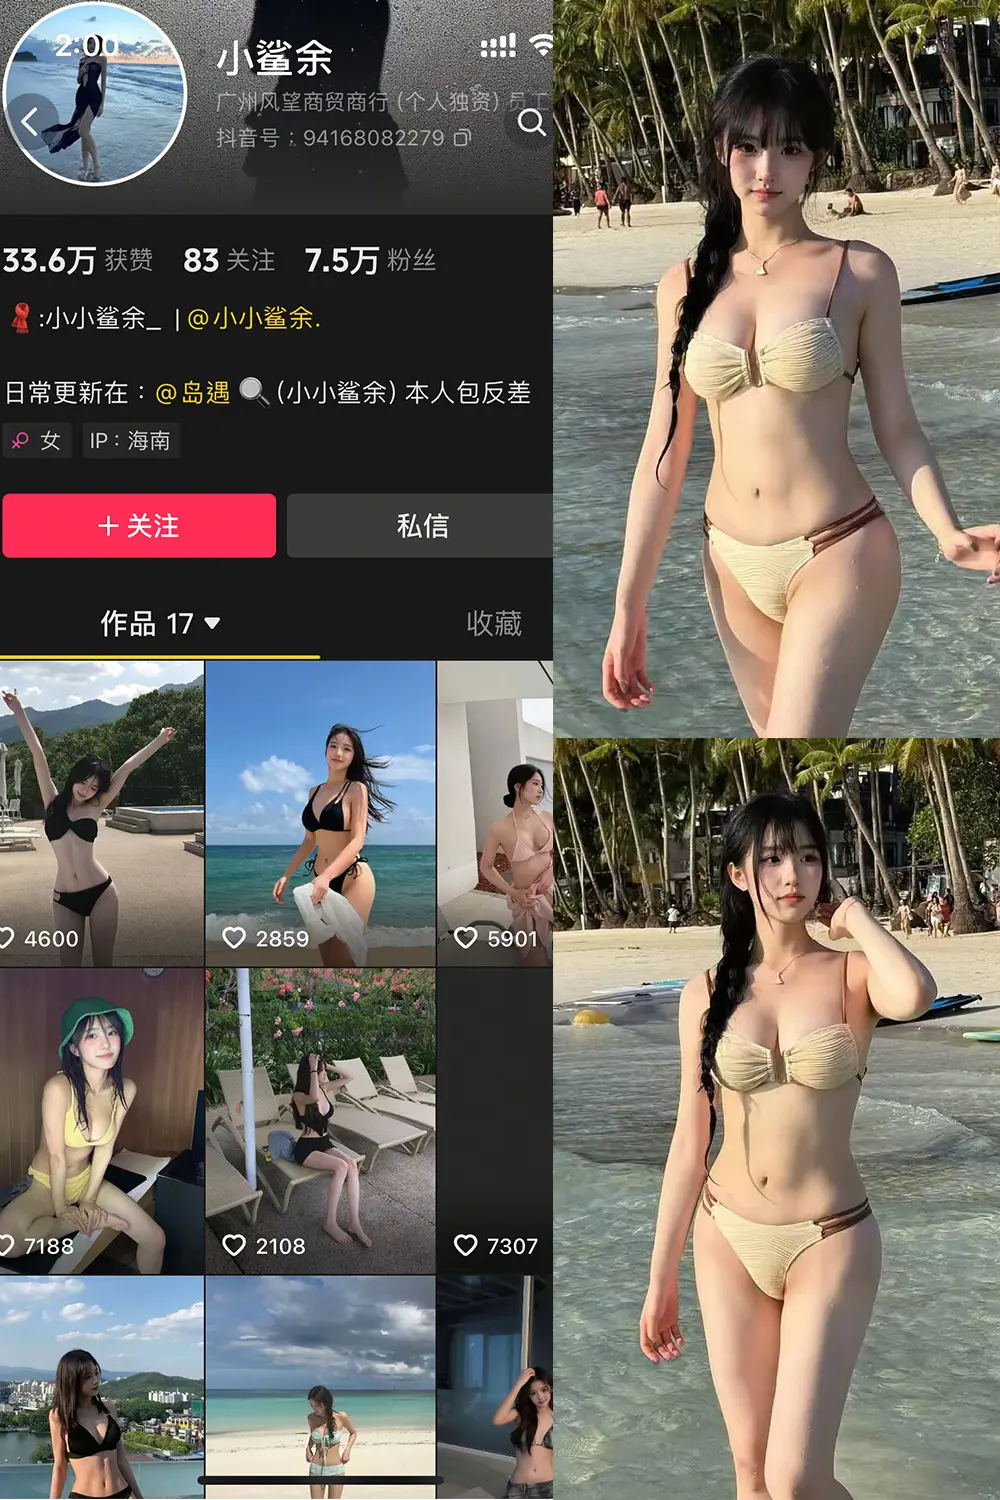 2:00
小鲨余
广州风望商贸商行 (个人独资) 员工
抖音号：94168082279
33.6万 获赞 83 关注 7.5万 粉丝
:小小鲨余_ | @小小鲨余.
日常更新在：@岛遇 (小小鲨余) 本人包反差
女 IP：海南
+ 关注 私信
作品 17 收藏
4600 2859 5901
7188 2108 7307